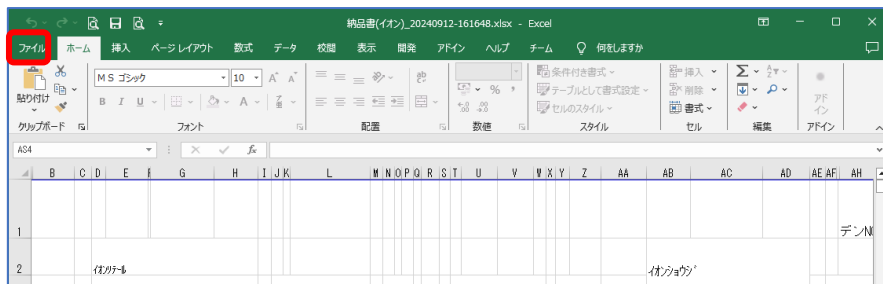 納品書(イオン)_20240912-161648.xlsx - Excel
ファイル ホーム 挿入 ページ レイアウト 数式 データ 校閲 表示 開発 アドイン ヘルプ チーム 何をしますか
MS ゴシック 10 A A 条件付き書式 挿入 Σ
貼り付け B I U A % テーブルとして書式設定 削除 アド
セルのスタイル 書式 イン
クリップボード フォント 配置 数値 スタイル セル 編集 アドイン
AS4 fx
B C D E F G H I J K L M N O P Q R S T U V W X Y Z AA AB AC AD AE AF AH
1 デンN
2 イオンリテール イオンショウジ